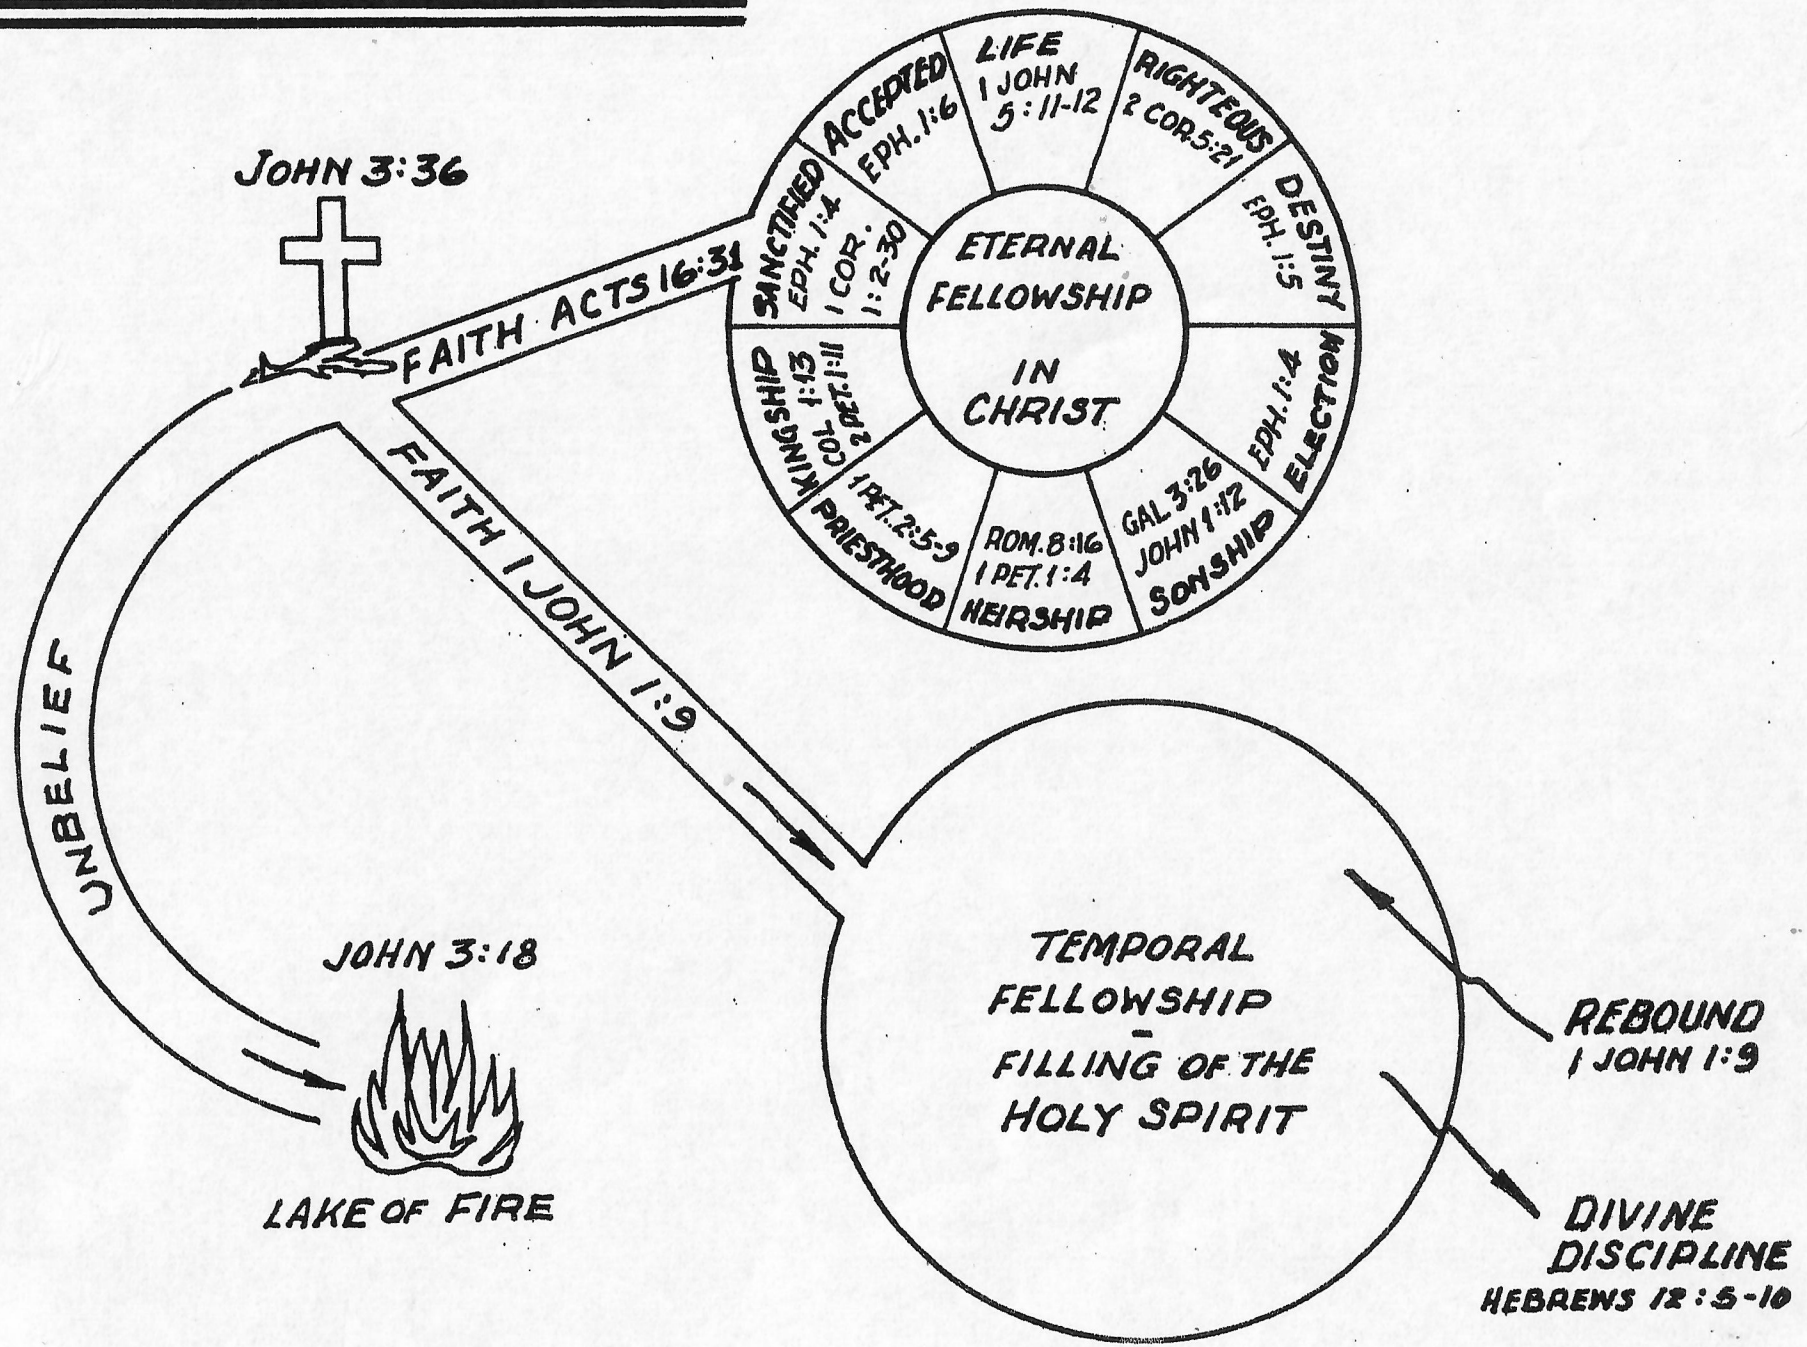 JOHN 3:36
FAITH ACTS 16:31
LIFE
1 JOHN
5:11-12
RIGHTEOUS
2 COR.5:21
DESTINY
EPH. 1:5
ELECTION
EPH. 1:4
GAL 3:26
JOHN 1:12
SONSHIP
ROM. 8:16
1 PET. 1:4
HEIRSHIP
1 PET. 2:5-9
PRIESTHOOD
KINGSHIP
COL 1:13
2 PET. 1:11
SANCTIFIED
EPH. 1:4
1 COR.
1:2-30
ACCEPTED
EPH. 1:6
ETERNAL
FELLOWSHIP
IN
CHRIST
FAITH 1 JOHN 1:9
UNBELIEF
JOHN 3:18
LAKE OF FIRE
TEMPORAL
FELLOWSHIP
-
FILLING OF THE
HOLY SPIRIT
REBOUND
1 JOHN 1:9
DIVINE
DISCIPLINE
HEBREWS 12:5-10